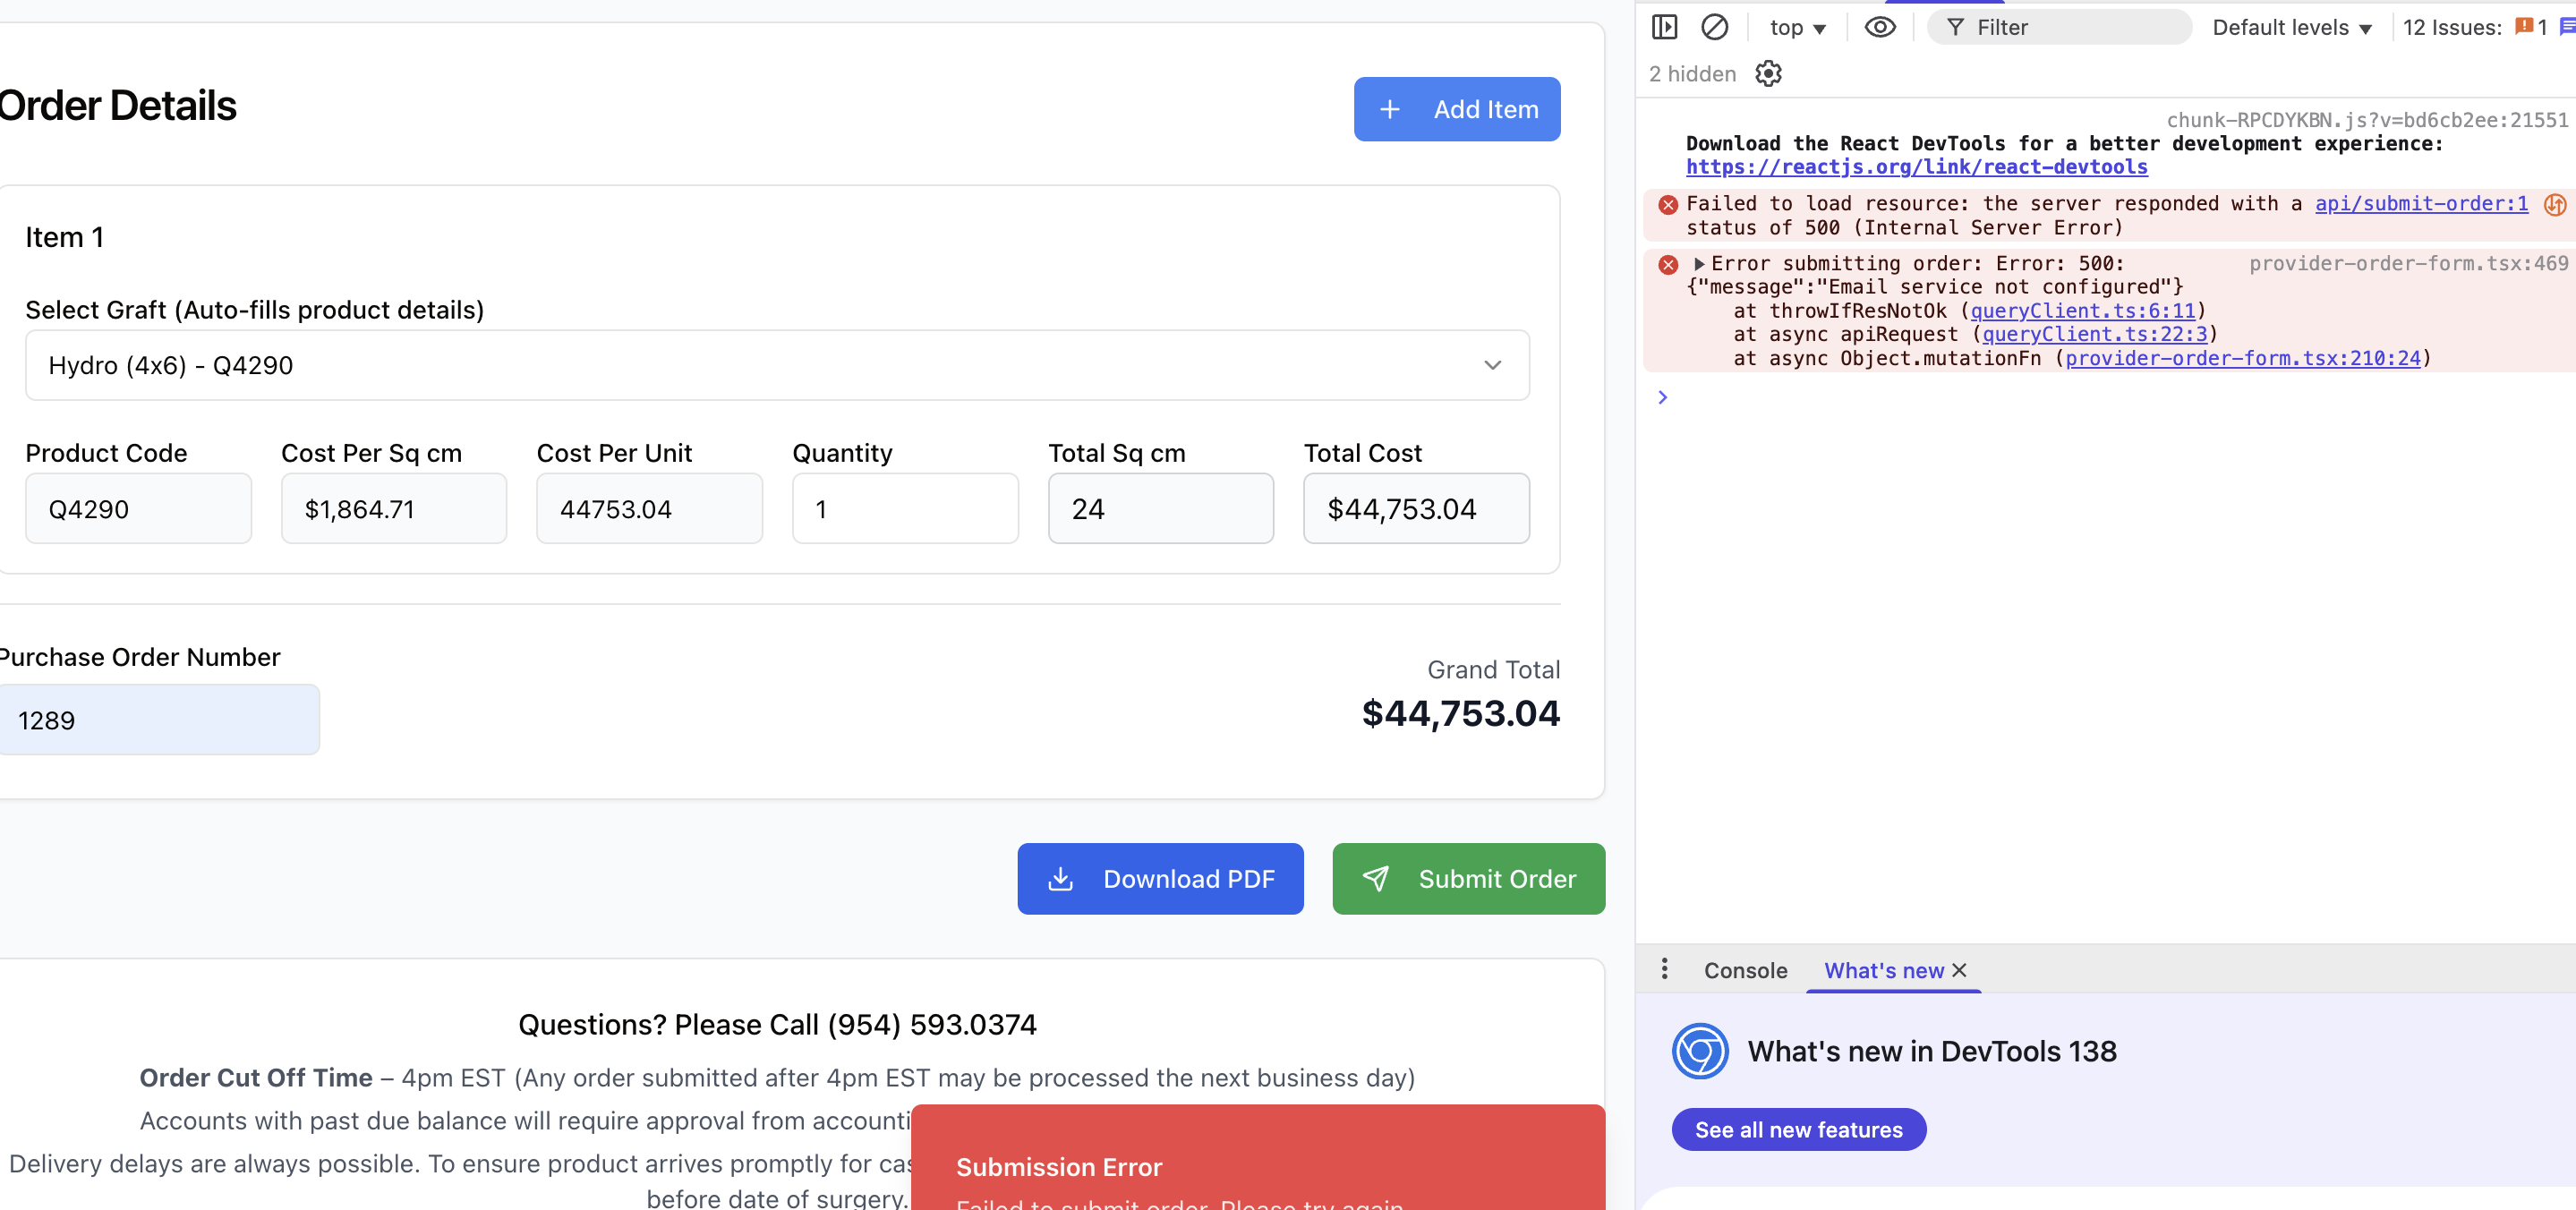 Order Details
+ Add Item
Item 1
Select Graft (Auto-fills product details)
Hydro (4x6) - Q4290
Product Code
Cost Per Sq cm
Cost Per Unit
Quantity
Total Sq cm
Total Cost
Q4290
$1,864.71
44753.04
1
24
$44,753.04
Purchase Order Number
1289
Grand Total
$44,753.04
Download PDF
Submit Order
Questions? Please Call (954) 593.0374
Order Cut Off Time – 4pm EST (Any order submitted after 4pm EST may be processed the next business day)
Accounts with past due balance will require approval from accounti
Delivery delays are always possible. To ensure product arrives promptly for cas
before date of surgery.
Submission Error
Failed to submit order. Please try again
top
Filter
Default levels
12 Issues: 1
2 hidden
chunk-RPCDYKBN.js?v=bd6cb2ee:21551
Download the React DevTools for a better development experience:
https://reactjs.org/link/react-devtools
Failed to load resource: the server responded with a api/submit-order:1
status of 500 (Internal Server Error)
Error submitting order: Error: 500: provider-order-form.tsx:469
{"message":"Email service not configured"}
at throwIfResNotOk (queryClient.ts:6:11)
at async apiRequest (queryClient.ts:22:3)
at async Object.mutationFn (provider-order-form.tsx:210:24)
Console
What's new
What's new in DevTools 138
See all new features